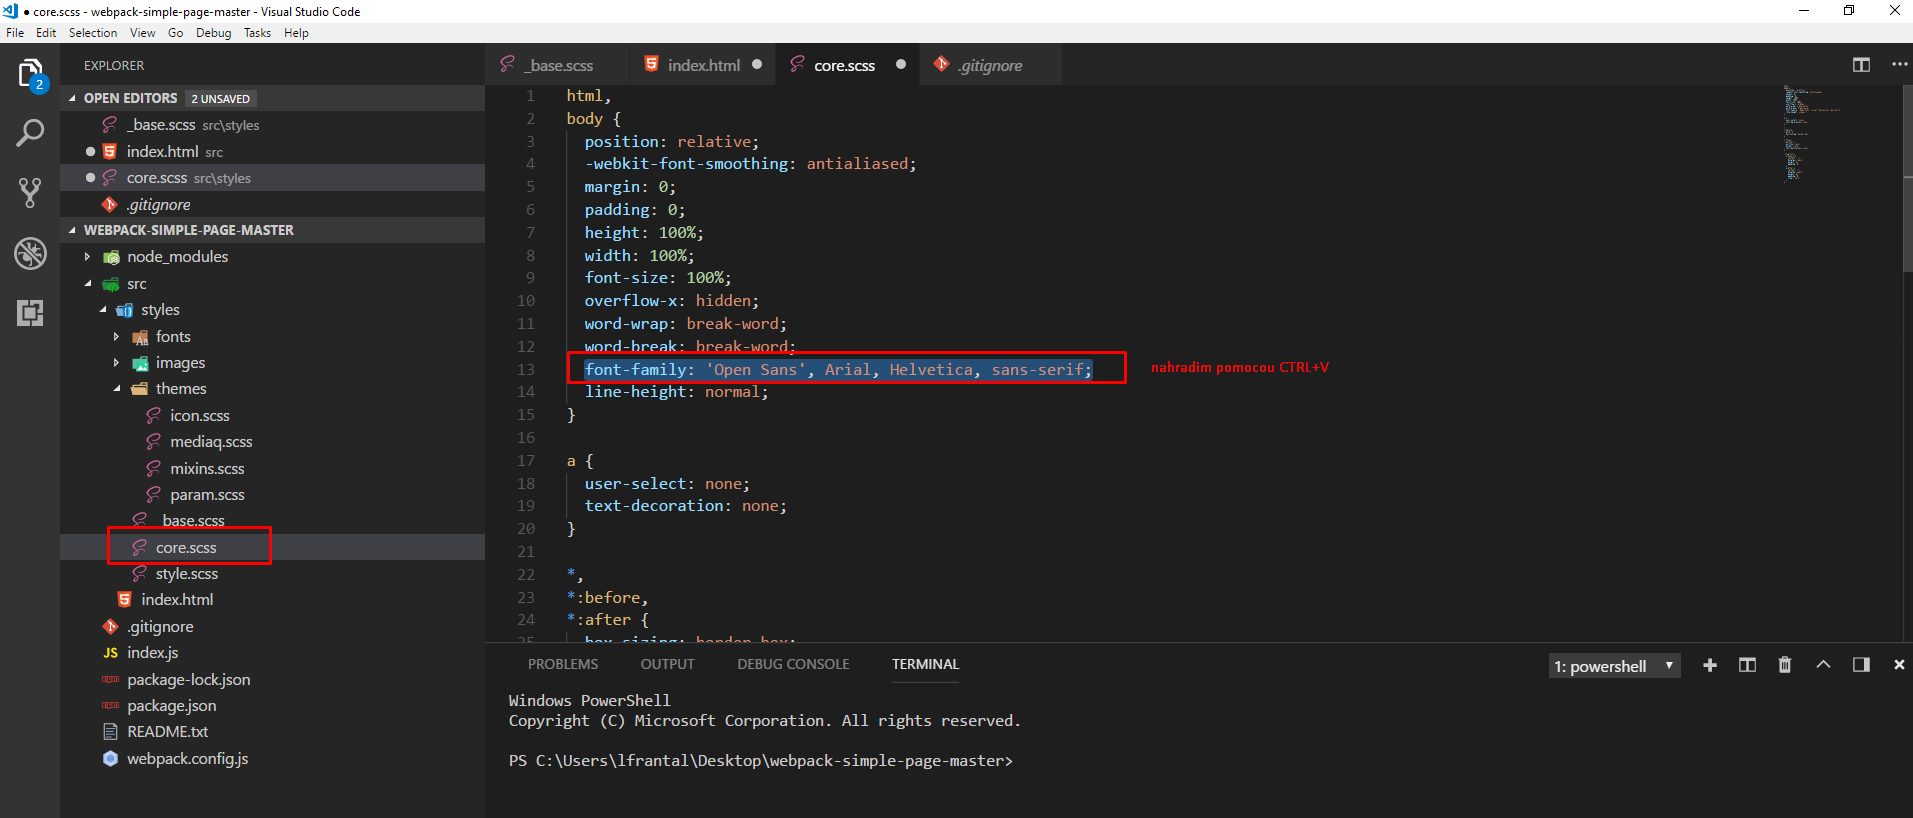 ● core.scss - webpack-simple-page-master - Visual Studio Code
File Edit Selection View Go Debug Tasks Help
2
EXPLORER
OPEN EDITORS 2 UNSAVED
_base.scss src\styles
index.html src
core.scss src\styles
.gitignore
WEBPACK-SIMPLE-PAGE-MASTER
node_modules
src
styles
fonts
images
themes
icon.scss
mediaq.scss
mixins.scss
param.scss
_base.scss
core.scss
style.scss
index.html
.gitignore
JS index.js
package-lock.json
package.json
README.txt
webpack.config.js
_base.scss index.html core.scss .gitignore
1 html,
2 body {
3 position: relative;
4 -webkit-font-smoothing: antialiased;
5 margin: 0;
6 padding: 0;
7 height: 100%;
8 width: 100%;
9 font-size: 100%;
10 overflow-x: hidden;
11 word-wrap: break-word;
12 word-break: break-word;
13 font-family: 'Open Sans', Arial, Helvetica, sans-serif;
nahradim pomocou CTRL+V
14 line-height: normal;
15 }
16
17 a {
18 user-select: none;
19 text-decoration: none;
20 }
21
22 *,
23 *:before,
24 *:after {
25 box-sizing: border-box;
PROBLEMS OUTPUT DEBUG CONSOLE TERMINAL 1: powershell
Windows PowerShell
Copyright (C) Microsoft Corporation. All rights reserved.
PS C:\Users\lfrantal\Desktop\webpack-simple-page-master>